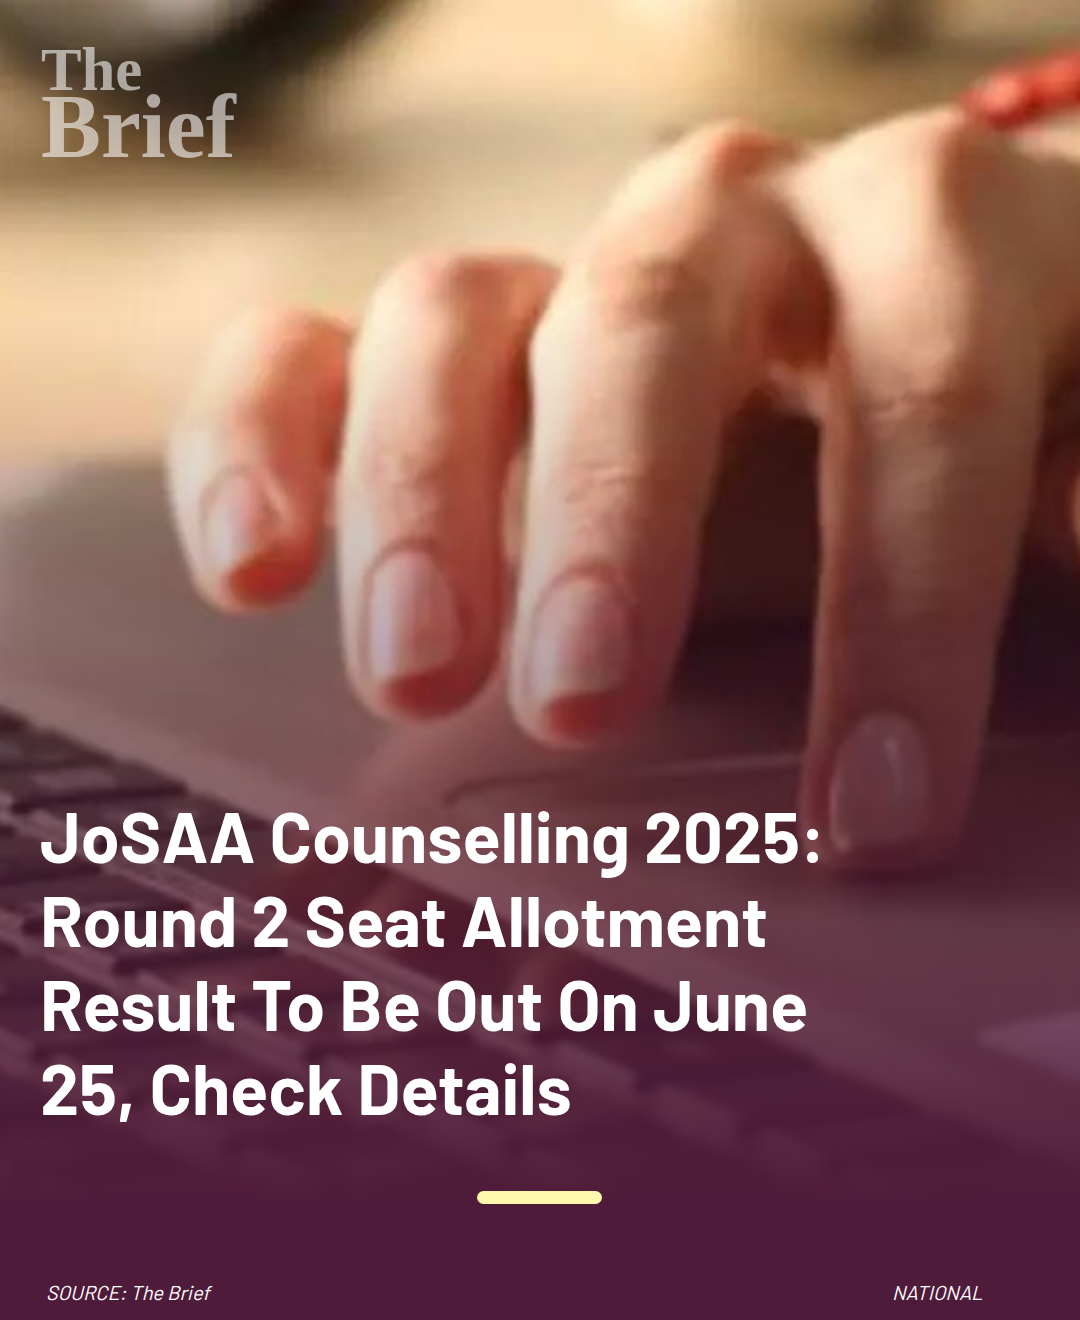 The
Brief
JoSAA Counselling 2025:
Round 2 Seat Allotment
Result To Be Out On June
25, Check Details
SOURCE: The Brief
NATIONAL